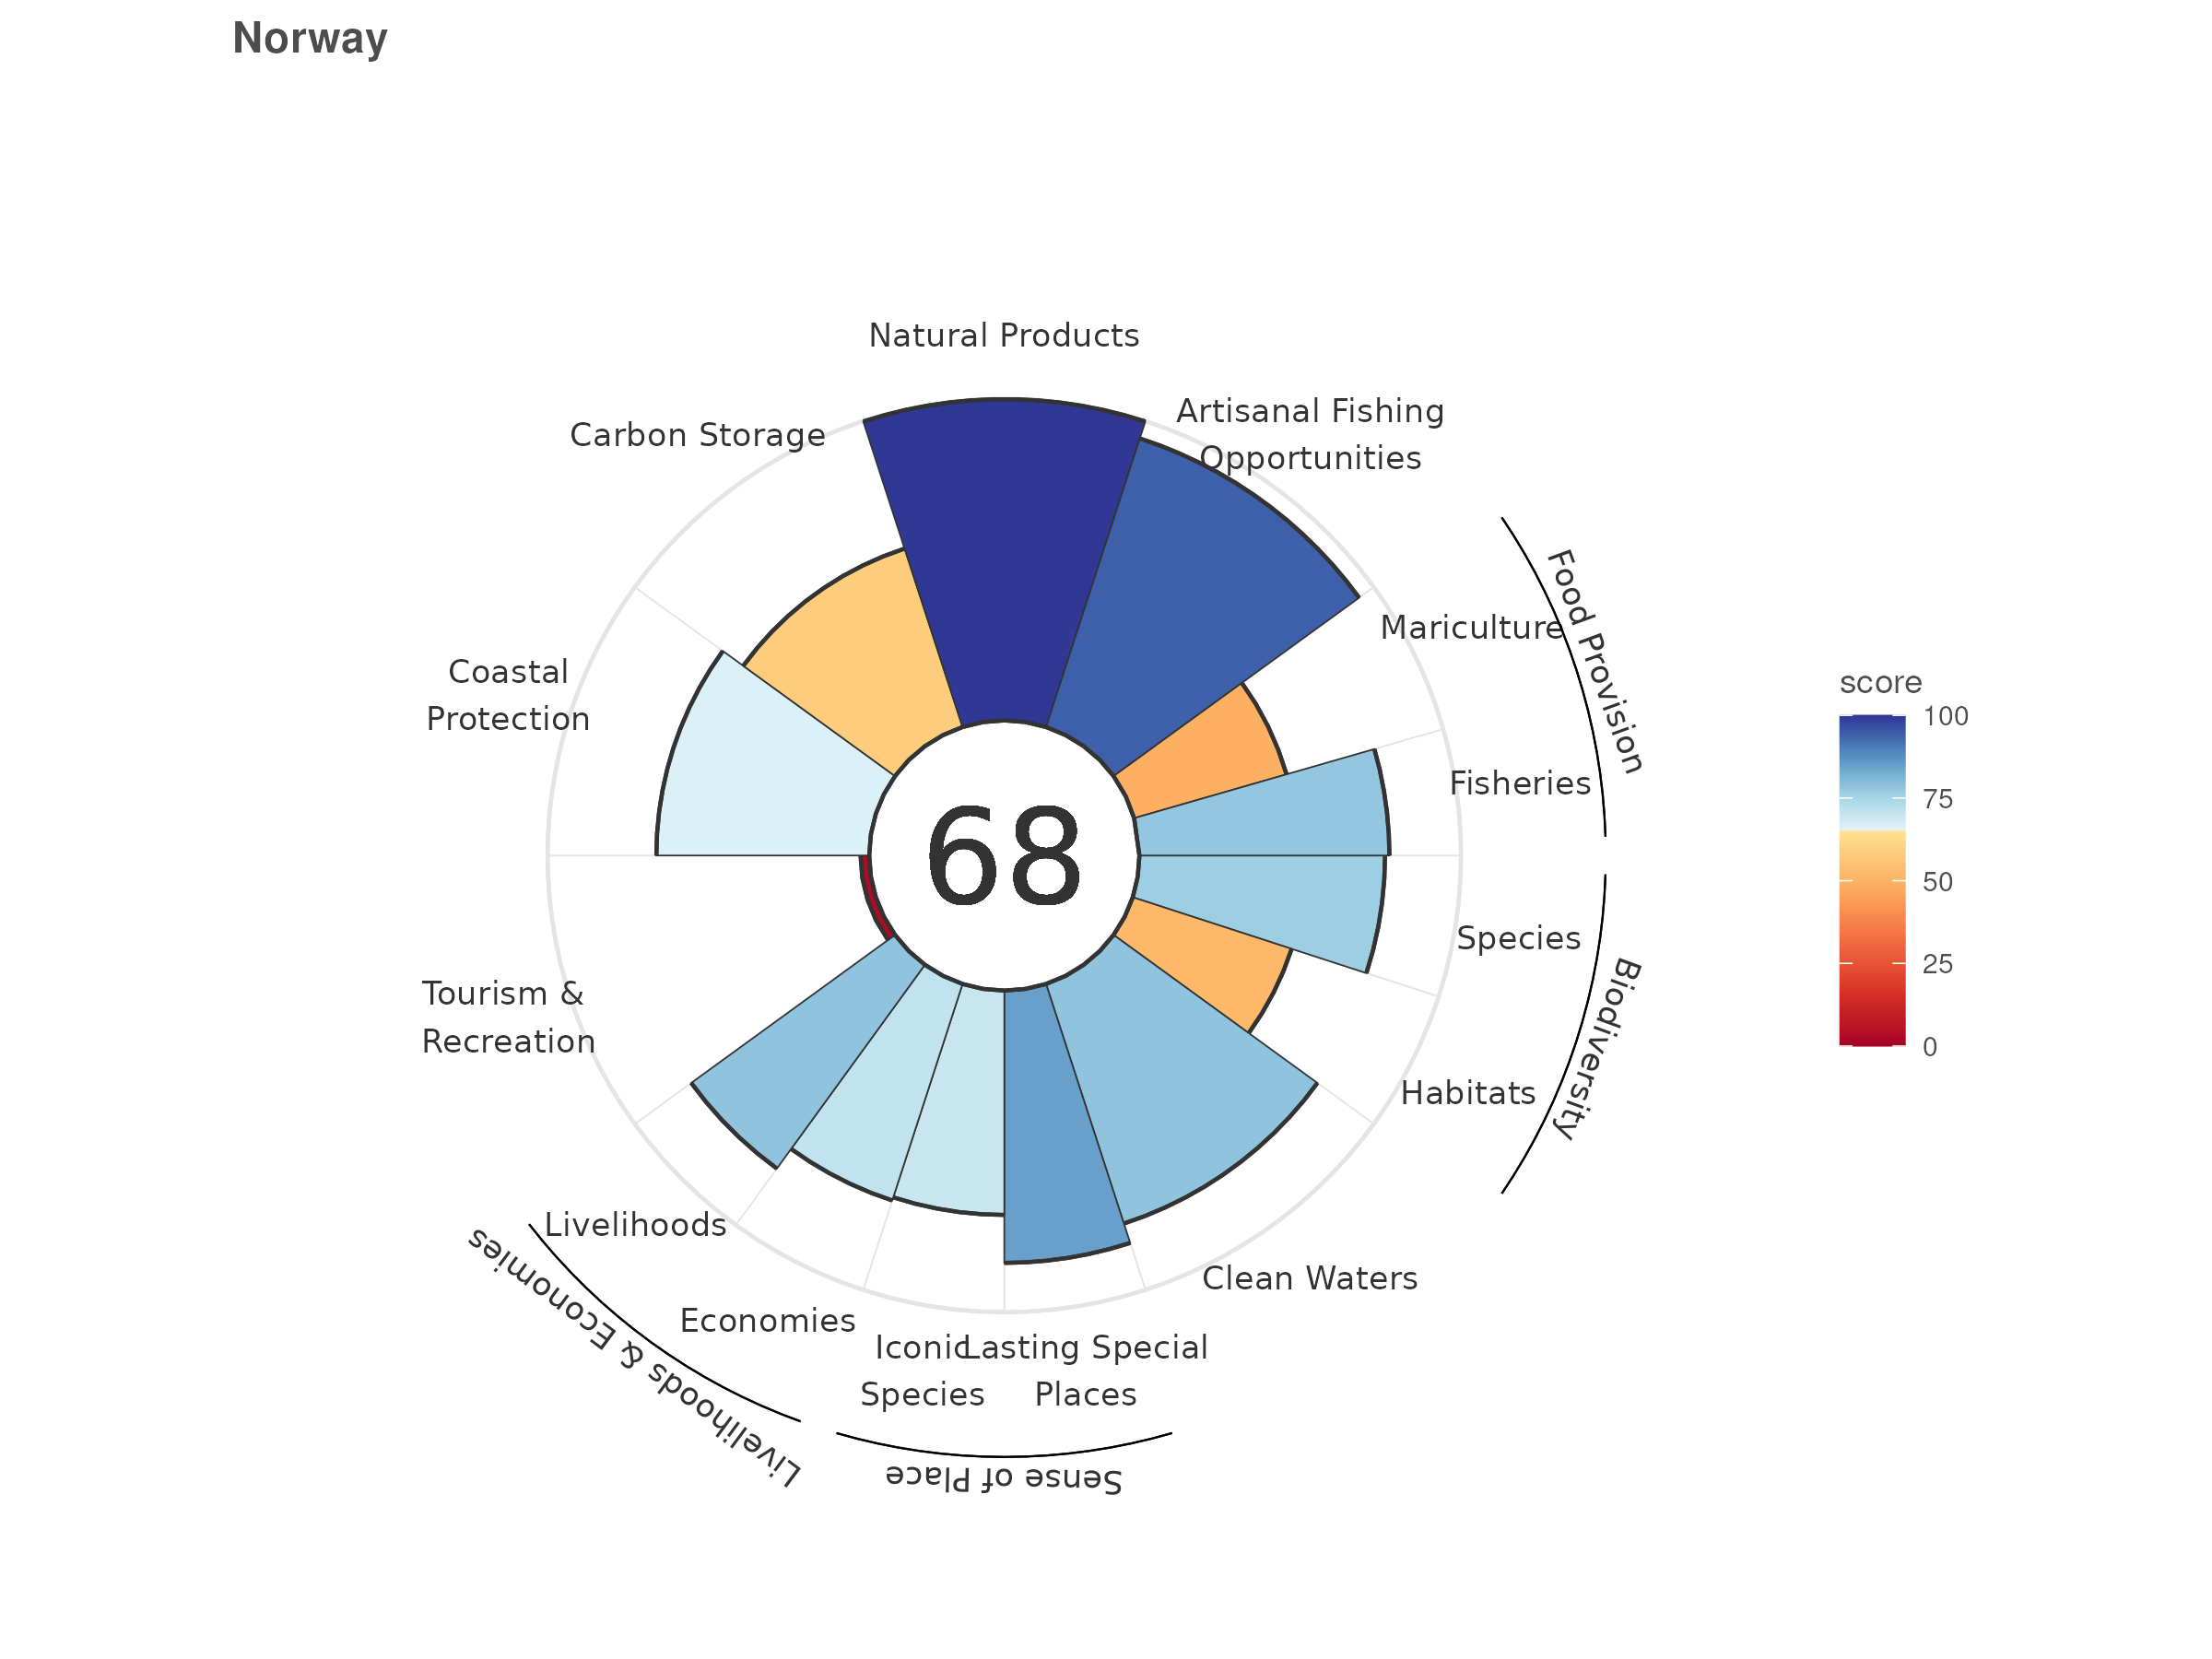 Norway
Natural Products
Artisanal Fishing
Opportunities
Carbon Storage
Mariculture
Food Provision
Coastal
Protection
Fisheries
score
100
75
50
25
0
68
Species
Biodiversity
Tourism &
Recreation
Habitats
Livelihoods
Clean Waters
Economies
Livelihoods & Economies
Iconic
Species
Lasting Special
Places
Sense of Place